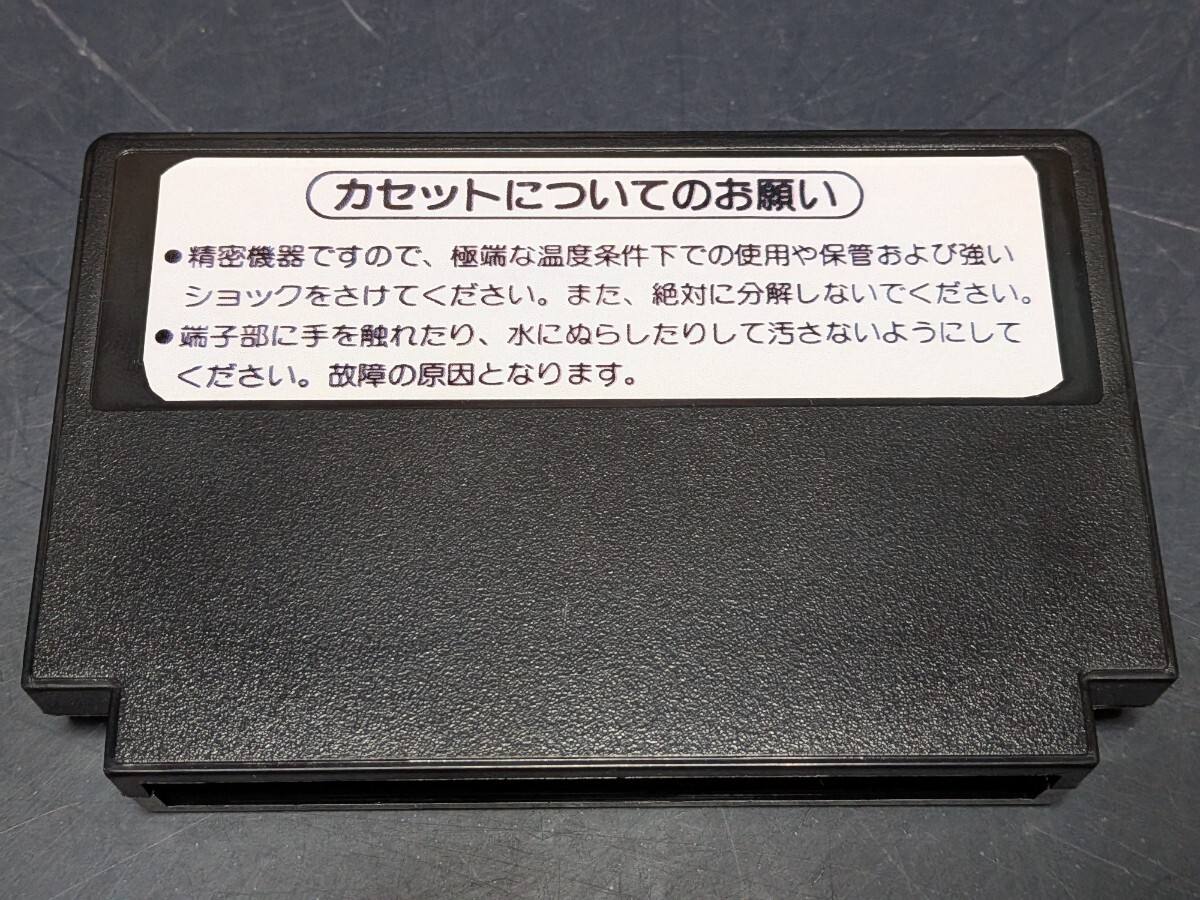 カセットについてのお願い
●精密機器ですので、極端な温度条件下での使用や保管および強い
ショックをさけてください。また、絶対に分解しないでください。
●端子部に手を触れたり、水にぬらしたりして汚さないようにして
ください。故障の原因となります。